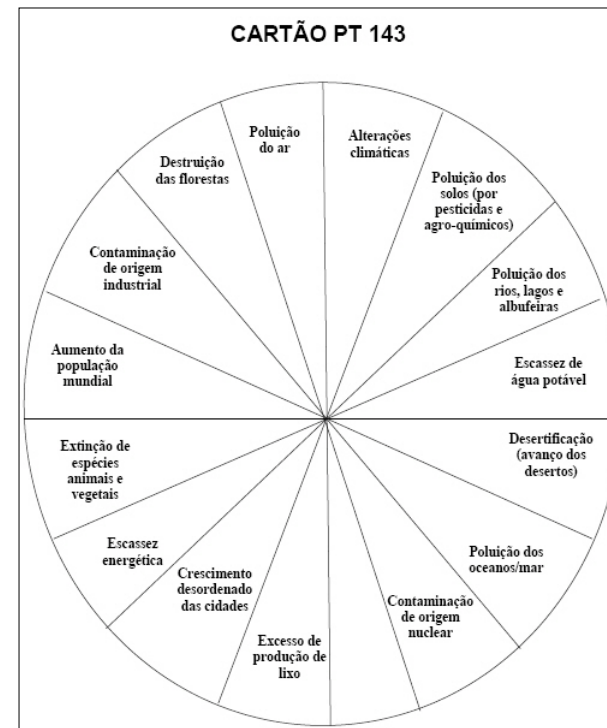 CARTÃO PT 143
Poluição
do ar
Alterações
climáticas
Poluição dos
solos (por
pesticidas e
agro-químicos)
Poluição dos
rios, lagos e
albufeiras
Escassez de
água potável
Desertificação
(avanço dos
desertos)
Poluição dos
oceanos/mar
Contaminação
de origem
nuclear
Excesso de
produção de
lixo
Crescimento
desordenado
das cidades
Escassez
energética
Extinção de
espécies
animais e
vegetais
Aumento da
população
mundial
Contaminação
de origem
industrial
Destruição
das florestas